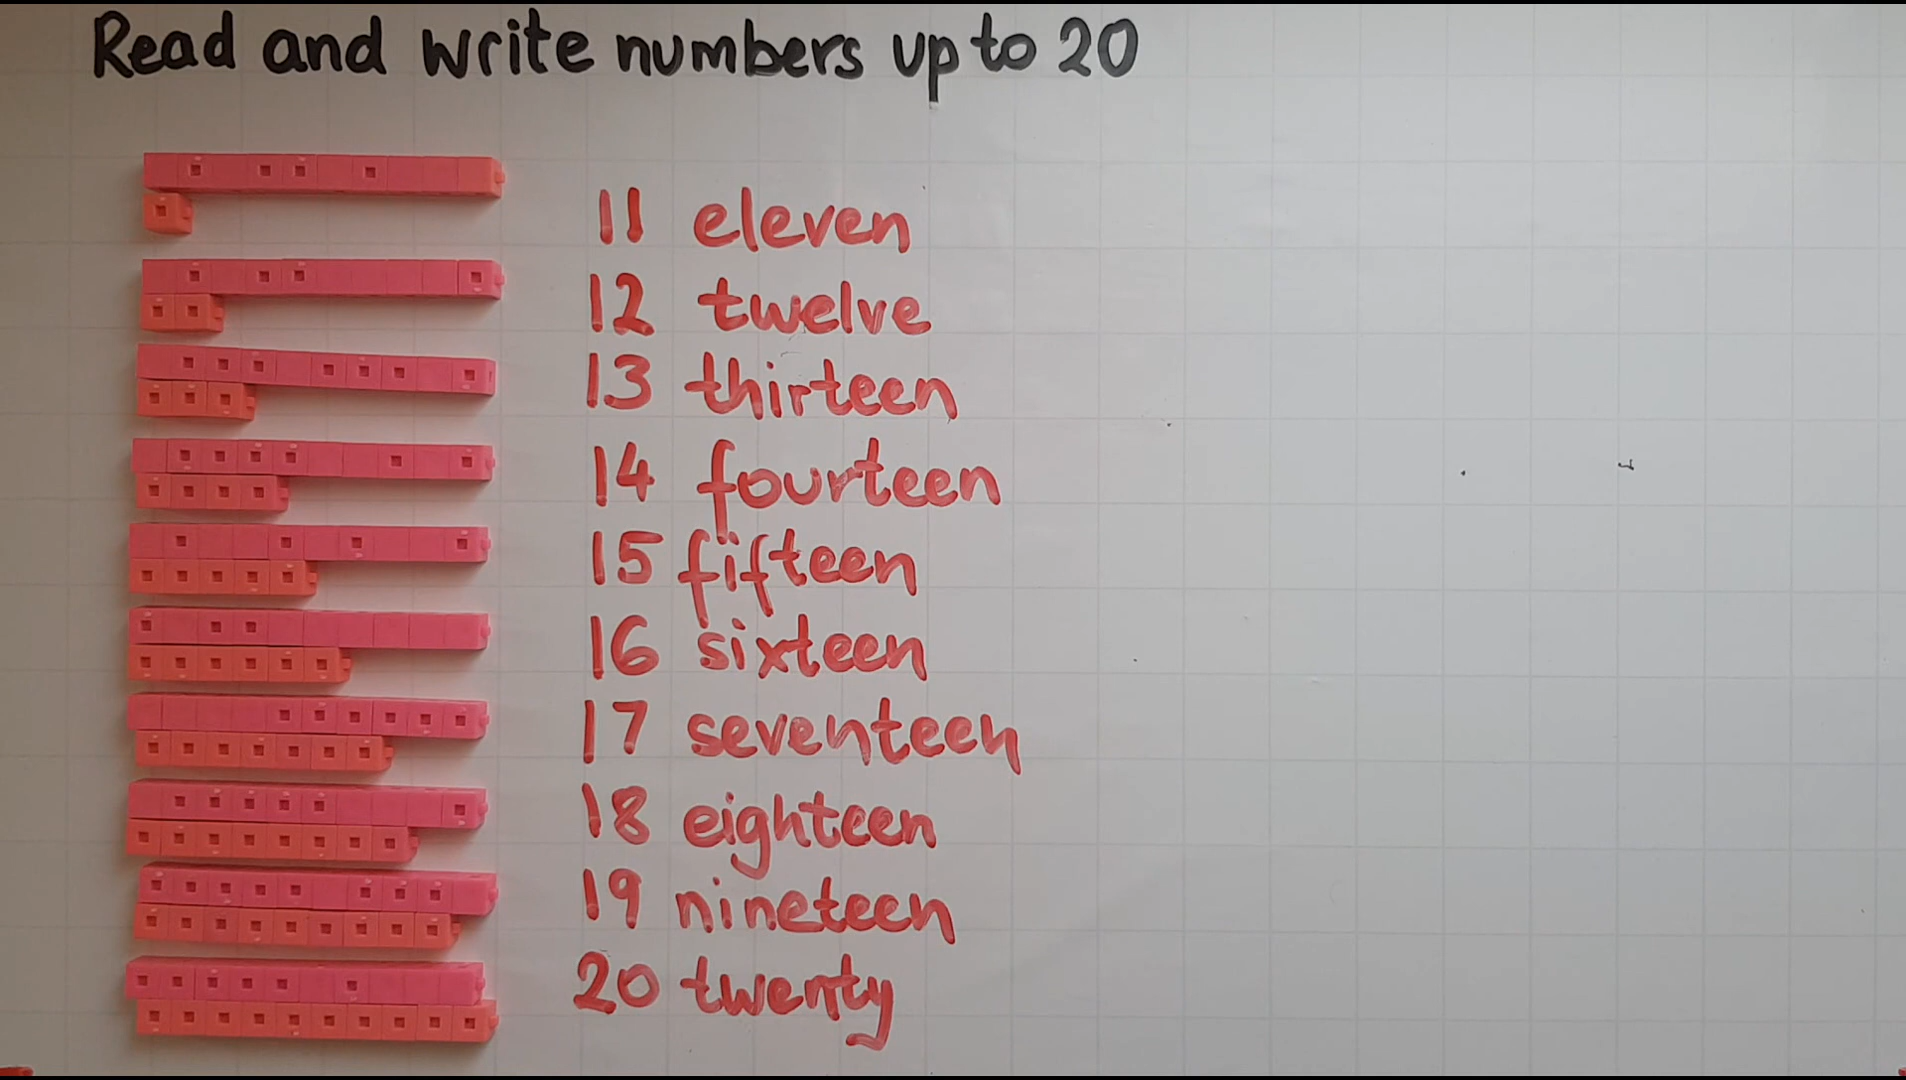 Read and write numbers up to 20
11 eleven
12 twelve
13 thirteen
14 fourteen
15 fifteen
16 sixteen
17 seventeen
18 eighteen
19 nineteen
20 twenty